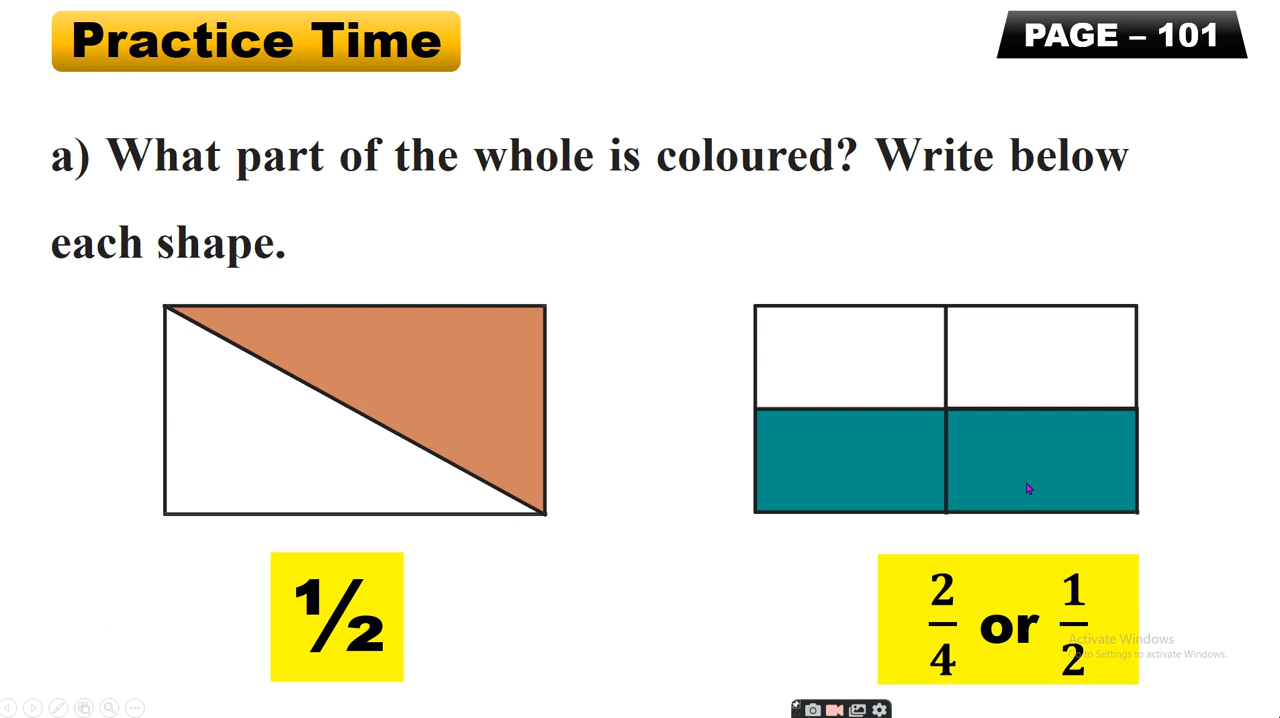 Practice Time
PAGE – 101
a) What part of the whole is coloured? Write below
each shape.
½
2/4 or 1/2
Activate Windows
Go to Settings to activate Windows.